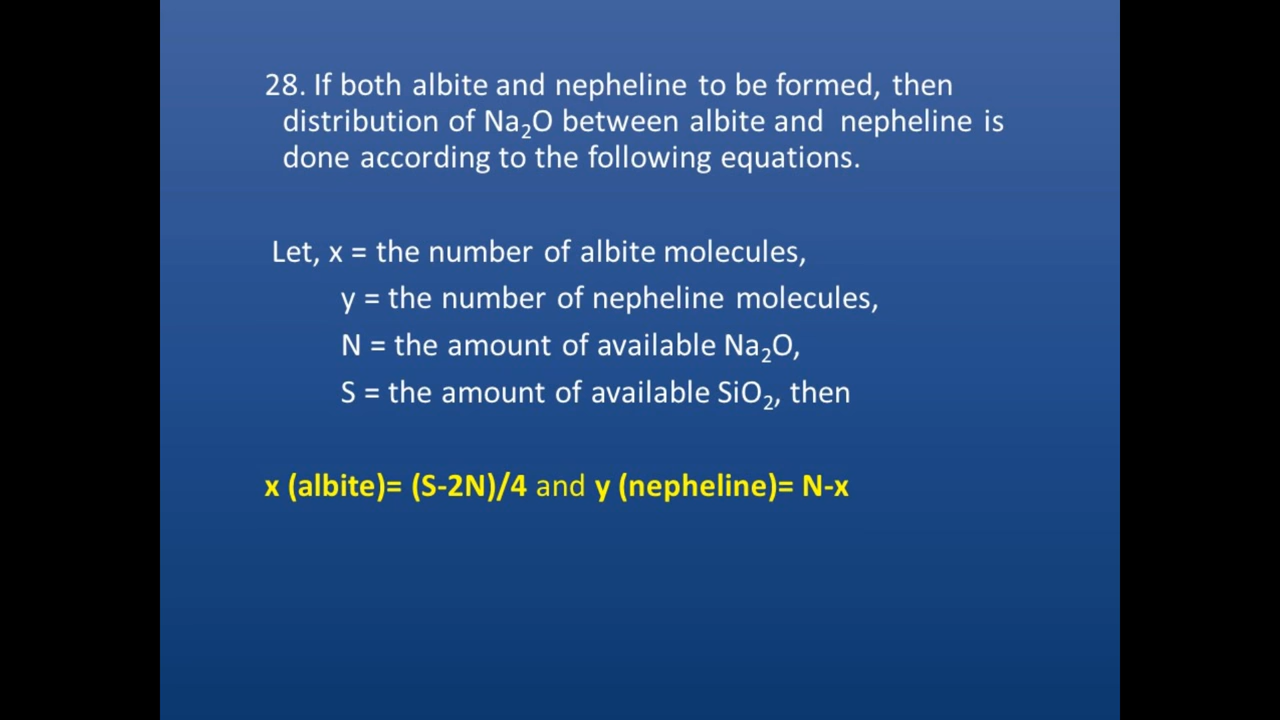 28. If both albite and nepheline to be formed, then
distribution of Na₂O between albite and nepheline is
done according to the following equations.
Let, x = the number of albite molecules,
y = the number of nepheline molecules,
N = the amount of available Na₂O,
S = the amount of available SiO₂, then
x (albite)= (S-2N)/4 and y (nepheline)= N-x